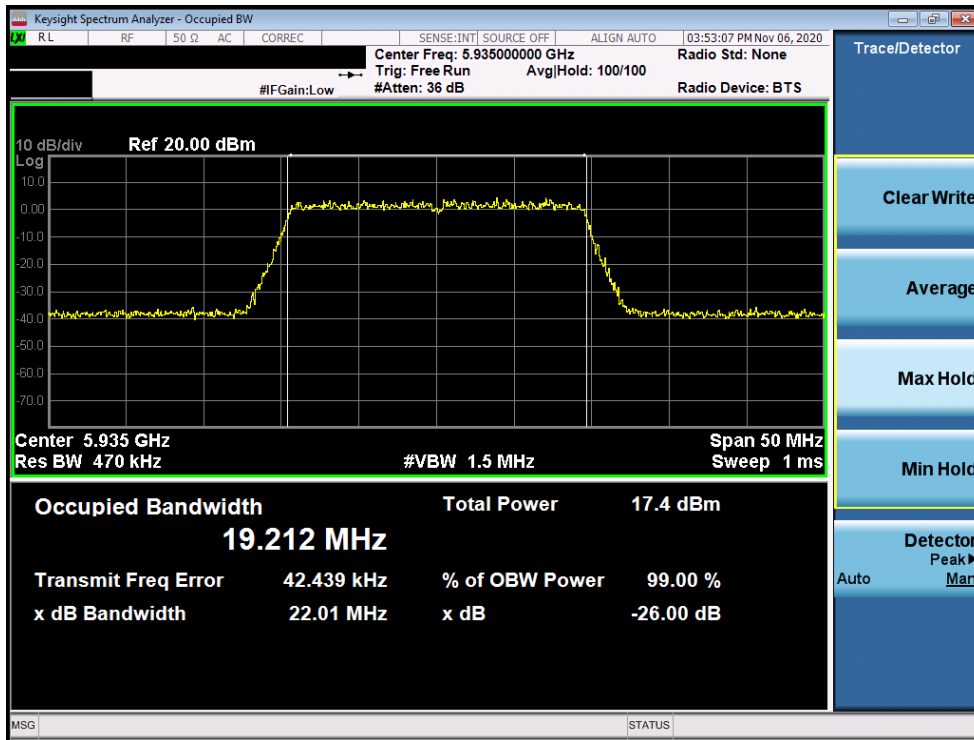 Keysight Spectrum Analyzer - Occupied BW
LXI RL RF 50 Ω AC CORREC SENSE:INT SOURCE OFF ALIGN AUTO 03:53:07 PM Nov 06, 2020
Center Freq: 5.935000000 GHz Radio Std: None
Trig: Free Run Avg|Hold: 100/100
#IFGain:Low #Atten: 36 dB Radio Device: BTS
Trace/Detector
10 dB/div Ref 20.00 dBm
Log
10.0
0.00
-10.0
-20.0
-30.0
-40.0
-50.0
-60.0
-70.0
Center 5.935 GHz Span 50 MHz
Res BW 470 kHz #VBW 1.5 MHz Sweep 1 ms
Clear Write
Average
Max Hold
Min Hold
Detector
Peak▶
Auto Man
Occupied Bandwidth Total Power 17.4 dBm
19.212 MHz
Transmit Freq Error 42.439 kHz % of OBW Power 99.00 %
x dB Bandwidth 22.01 MHz x dB -26.00 dB
MSG STATUS